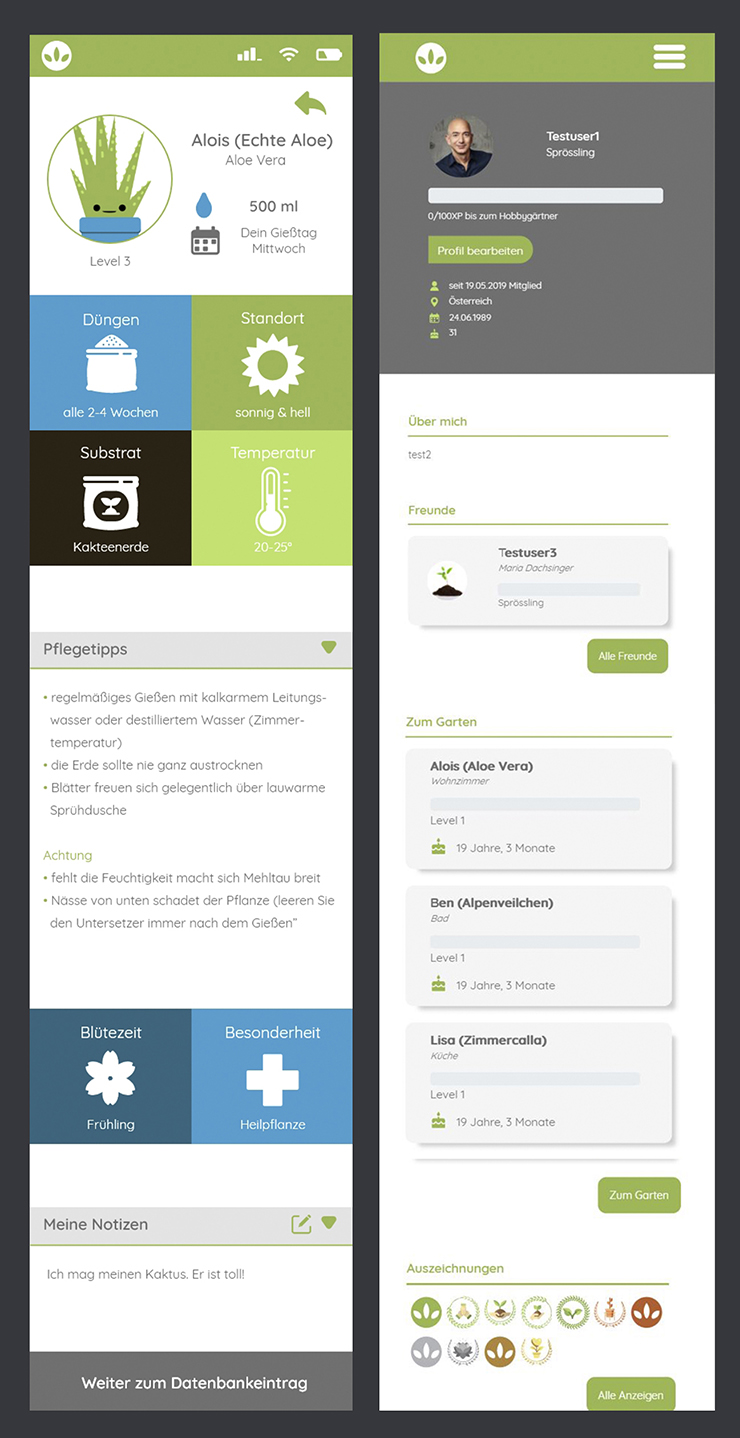 Alois (Echte Aloe)
Aloe Vera
500 ml
Dein Gießtag
Mittwoch
Level 3
Düngen
alle 2-4 Wochen
Standort
sonnig & hell
Substrat
Kakteenerde
Temperatur
20-25°
Pflegetipps
• regelmäßiges Gießen mit kalkarmem Leitungs-
wasser oder destilliertem Wasser (Zimmer-
temperatur)
• die Erde sollte nie ganz austrocknen
• Blätter freuen sich gelegentlich über lauwarme
Sprühdusche
Achtung
• fehlt die Feuchtigkeit macht sich Mehltau breit
• Nässe von unten schadet der Pflanze (leeren Sie
den Untersetzer immer nach dem Gießen"
Blütezeit
Frühling
Besonderheit
Heilpflanze
Meine Notizen
Ich mag meinen Kaktus. Er ist toll!
Weiter zum Datenbankeintrag
Testuser1
Sprössling
0/100XP bis zum Hobbygärtner
Profil bearbeiten
seit 19.05.2019 Mitglied
Österreich
24.06.1989
31
Über mich
test2
Freunde
Testuser3
Maria Dachsinger
Sprössling
Alle Freunde
Zum Garten
Alois (Aloe Vera)
Wohnzimmer
Level 1
19 Jahre, 3 Monate
Ben (Alpenveilchen)
Bad
Level 1
19 Jahre, 3 Monate
Lisa (Zimmercalla)
Küche
Level 1
19 Jahre, 3 Monate
Zum Garten
Auszeichnungen
Alle Anzeigen